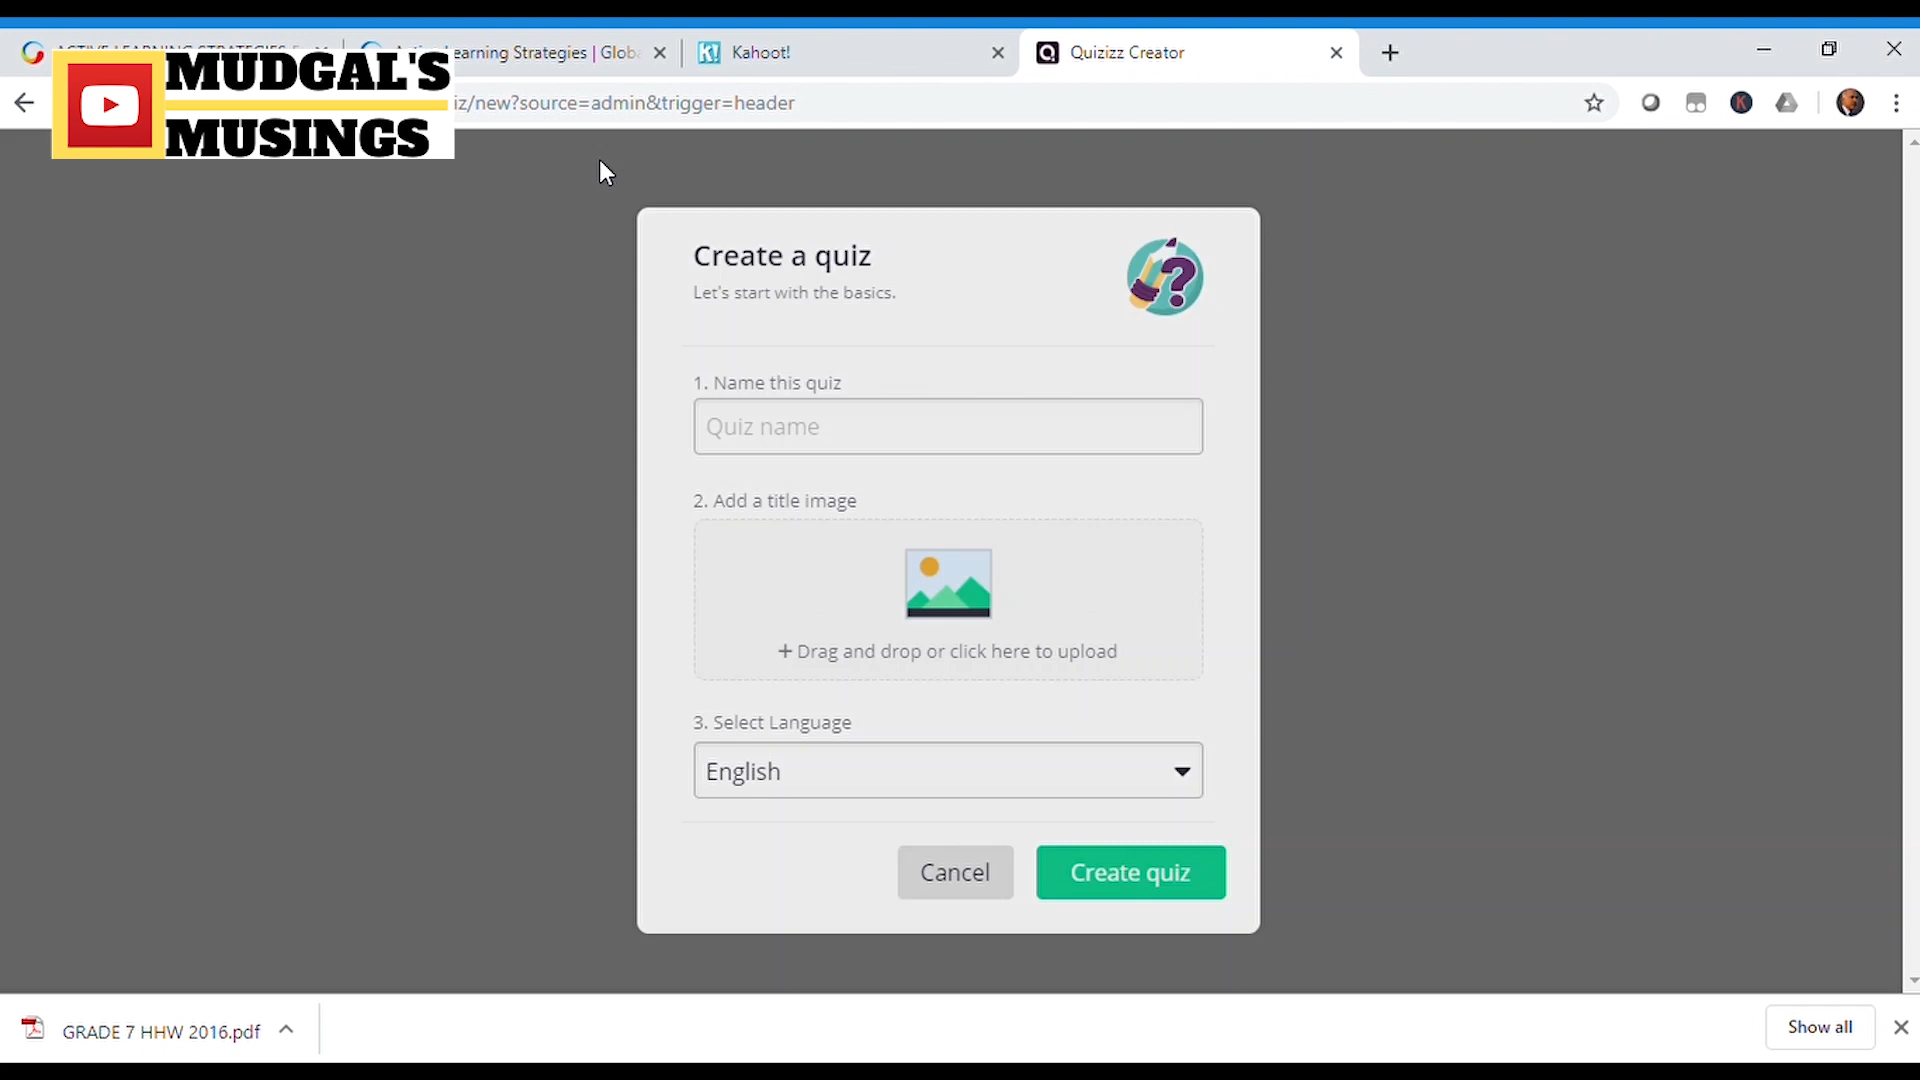 MUDGAL'S
MUSINGS
Learning Strategies | Glob
Kahoot!
Quizizz Creator
iz/new?source=admin&trigger=header
Create a quiz
Let's start with the basics.
1. Name this quiz
Quiz name
2. Add a title image
+ Drag and drop or click here to upload
3. Select Language
English
Cancel
Create quiz
GRADE 7 HHW 2016.pdf
Show all